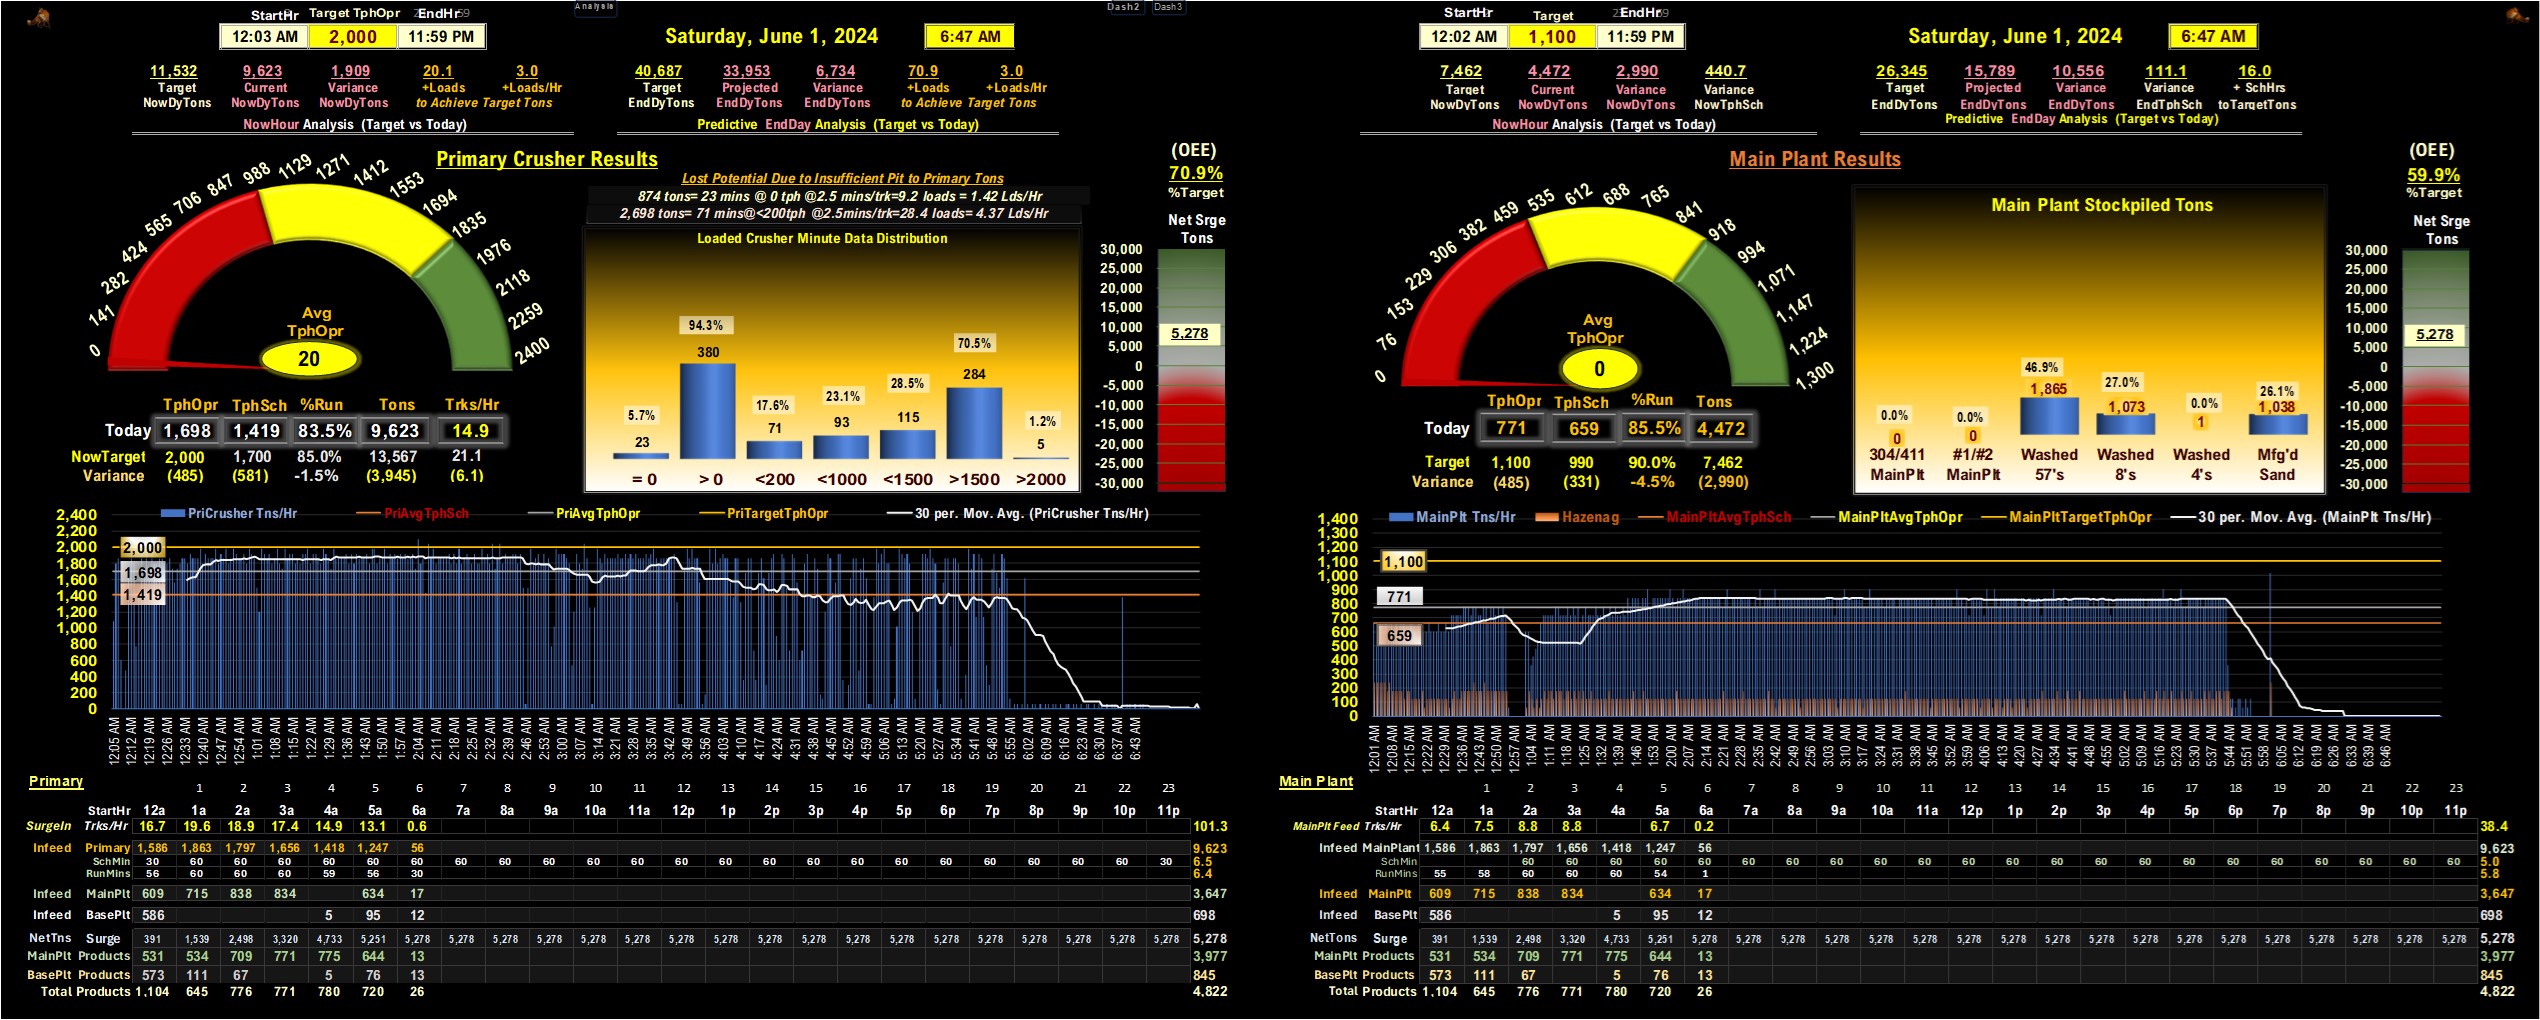 Analysis
Dash2 Dash3
StartHr Target TphOpr EndHr
12:03 AM 2,000 11:59 PM
Saturday, June 1, 2024 6:47 AM
11,532 9,623 1,909 20.1 3.0
Target Current Variance +Loads +Loads/Hr
NowDyTons NowDyTons NowDyTons to Achieve Target Tons
NowHour Analysis (Target vs Today)
40,687 33,953 6,734 70.9 3.0
Target Projected Variance +Loads +Loads/Hr
EndDyTons EndDyTons EndDyTons to Achieve Target Tons
Predictive EndDay Analysis (Target vs Today)
Primary Crusher Results
0 141 282 424 565 706 847 988 1129 1271 1412 1553 1694 1835 1976 2118 2259 2400
Avg
TphOpr
20
Lost Potential Due to Insufficient Pit to Primary Tons
874 tons= 23 mins @ 0 tph @2.5 mins/trk=9.2 loads = 1.42 Lds/Hr
2,698 tons= 71 mins@<200tph @2.5mins/trk=28.4 loads= 4.37 Lds/Hr
Loaded Crusher Minute Data Distribution
5.7% 94.3% 17.6% 23.1% 28.5% 70.5% 1.2%
23 380 71 93 115 284 5
= 0 > 0 <200 <1000 <1500 >1500 >2000
(OEE)
70.9%
%Target
Net Srge
Tons
30,000
25,000
20,000
15,000
10,000
5,278
5,000
0
-5,000
-10,000
-15,000
-20,000
-25,000
-30,000
TphOpr TphSch %Run Tons Trks/Hr
Today 1,698 1,419 83.5% 9,623 14.9
NowTarget 2,000 1,700 85.0% 13,567 21.1
Variance (485) (581) -1.5% (3,945) (6.1)
PriCrusher Tns/Hr PriAvgTphSch PriAvgTphOpr PriTargetTphOpr 30 per. Mov. Avg. (PriCrusher Tns/Hr)
2,400
2,200
2,000
1,800
1,600
1,400
1,200
1,000
800
600
400
200
0
2,000
1,698
1,419
12:05 AM 12:12 AM 12:19 AM 12:26 AM 12:33 AM 12:40 AM 12:47 AM 12:54 AM 1:01 AM 1:08 AM 1:15 AM 1:22 AM 1:29 AM 1:36 AM 1:43 AM 1:50 AM 1:57 AM 2:04 AM 2:11 AM 2:18 AM 2:25 AM 2:32 AM 2:39 AM 2:46 AM 2:53 AM 3:00 AM 3:07 AM 3:14 AM 3:21 AM 3:28 AM 3:35 AM 3:42 AM 3:49 AM 3:56 AM 4:03 AM 4:10 AM 4:17 AM 4:24 AM 4:31 AM 4:38 AM 4:45 AM 4:52 AM 4:59 AM 5:06 AM 5:13 AM 5:20 AM 5:27 AM 5:34 AM 5:41 AM 5:48 AM 5:55 AM 6:02 AM 6:09 AM 6:16 AM 6:23 AM 6:30 AM 6:37 AM 6:43 AM
Primary
1 2 3 4 5 6 7 8 9 10 11 12 13 14 15 16 17 18 19 20 21 22 23
StartHr 12a 1a 2a 3a 4a 5a 6a 7a 8a 9a 10a 11a 12p 1p 2p 3p 4p 5p 6p 7p 8p 9p 10p 11p
SurgeIn Trks/Hr 16.7 19.6 18.9 17.4 14.9 13.1 0.6 101.3
Infeed Primary 1,586 1,863 1,797 1,656 1,418 1,247 56 9,623
SchMin 30 60 60 60 60 60 60 60 60 60 60 60 60 60 60 60 60 60 60 60 60 60 60 30 6.5
RunMins 56 60 60 60 59 56 30 6.4
Infeed MainPlt 609 715 838 834 634 17 3,647
Infeed BasePlt 586 5 95 12 698
NetTns Surge 391 1,539 2,498 3,320 4,733 5,251 5,278 5,278 5,278 5,278 5,278 5,278 5,278 5,278 5,278 5,278 5,278 5,278 5,278 5,278 5,278 5,278 5,278 5,278 5,278
MainPlt Products 531 534 709 771 775 644 13 3,977
BasePlt Products 573 111 67 5 76 13 845
Total Products 1,104 645 776 771 780 720 26 4,822
StartHr Target EndHr
12:02 AM 1,100 11:59 PM
Saturday, June 1, 2024 6:47 AM
7,462 4,472 2,990 440.7
Target Current Variance Variance
NowDyTons NowDyTons NowDyTons NowTphSch
NowHour Analysis (Target vs Today)
26,345 15,789 10,556 111.1 16.0
Target Projected Variance Variance + SchHrs
EndDyTons EndDyTons EndDyTons EndTphSch toTargetTons
Predictive EndDay Analysis (Target vs Today)
Main Plant Results
0 76 153 229 306 382 459 535 612 688 765 841 918 994 1,071 1,147 1,224 1,300
Avg
TphOpr
0
Main Plant Stockpiled Tons
0.0% 0.0% 46.9% 27.0% 0.0% 26.1%
0 0 1,865 1,073 1 1,038
304/411 #1/#2 Washed Washed Washed Mfg'd
MainPlt MainPlt 57's 8's 4's Sand
(OEE)
59.9%
%Target
Net Srge
Tons
30,000
25,000
20,000
15,000
10,000
5,278
5,000
0
-5,000
-10,000
-15,000
-20,000
-25,000
-30,000
TphOpr TphSch %Run Tons
Today 771 659 85.5% 4,472
Target 1,100 990 90.0% 7,462
Variance (485) (331) -4.5% (2,990)
MainPlt Tns/Hr Hazenag MainPltAvgTphSch MainPltAvgTphOpr MainPltTargetTphOpr 30 per. Mov. Avg. (MainPlt Tns/Hr)
1,400
1,300
1,200
1,100
1,000
900
800
700
600
500
400
300
200
100
0
1,100
771
659
12:01 AM 12:08 AM 12:15 AM 12:22 AM 12:29 AM 12:36 AM 12:43 AM 12:50 AM 12:57 AM 1:04 AM 1:11 AM 1:18 AM 1:25 AM 1:32 AM 1:39 AM 1:46 AM 1:53 AM 2:00 AM 2:07 AM 2:14 AM 2:21 AM 2:28 AM 2:35 AM 2:42 AM 2:49 AM 2:56 AM 3:03 AM 3:10 AM 3:17 AM 3:24 AM 3:31 AM 3:38 AM 3:45 AM 3:52 AM 3:59 AM 4:06 AM 4:13 AM 4:20 AM 4:27 AM 4:34 AM 4:41 AM 4:48 AM 4:55 AM 5:02 AM 5:09 AM 5:16 AM 5:23 AM 5:30 AM 5:37 AM 5:44 AM 5:51 AM 5:58 AM 6:05 AM 6:12 AM 6:19 AM 6:26 AM 6:33 AM 6:39 AM 6:46 AM
Main Plant
1 2 3 4 5 6 7 8 9 10 11 12 13 14 15 16 17 18 19 20 21 22 23
StartHr 12a 1a 2a 3a 4a 5a 6a 7a 8a 9a 10a 11a 12p 1p 2p 3p 4p 5p 6p 7p 8p 9p 10p 11p
MainPlt Feed Trks/Hr 6.4 7.5 8.8 8.8 6.7 0.2 38.4
Infeed MainPlant 1,586 1,863 1,797 1,656 1,418 1,247 56 9,623
SchMin 60 60 60 60 60 60 60 60 60 60 60 60 60 60 60 60 60 60 60 60 60 60 5.0
RunMins 55 58 60 60 60 54 1 5.8
Infeed MainPlt 609 715 838 834 634 17 3,647
Infeed BasePlt 586 5 95 12 698
NetTons Surge 391 1,539 2,498 3,320 4,733 5,251 5,278 5,278 5,278 5,278 5,278 5,278 5,278 5,278 5,278 5,278 5,278 5,278 5,278 5,278 5,278 5,278 5,278 5,278 5,278
MainPlt Products 531 534 709 771 775 644 13 3,977
BasePlt Products 573 111 67 5 76 13 845
Total Products 1,104 645 776 771 780 720 26 4,822